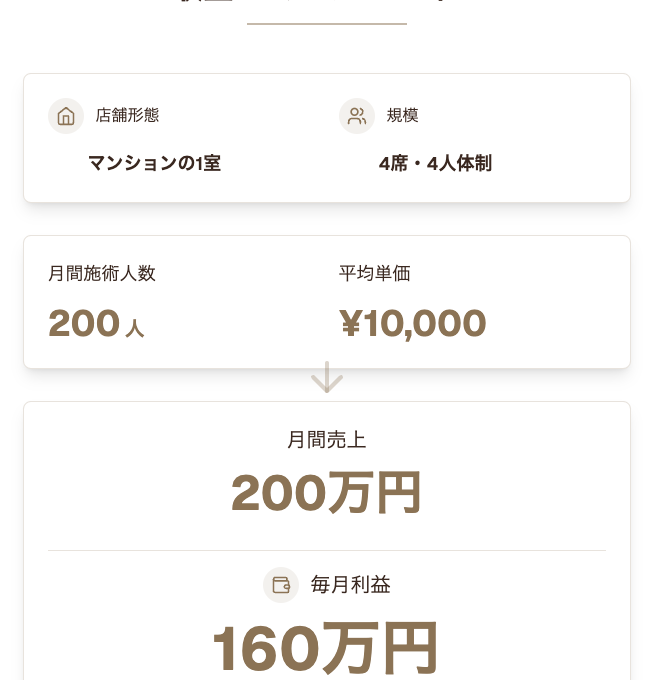 店舗形態
マンションの1室
規模
4席・4人体制
月間施術人数
200人
平均単価
¥10,000
月間売上
200万円
毎月利益
160万円